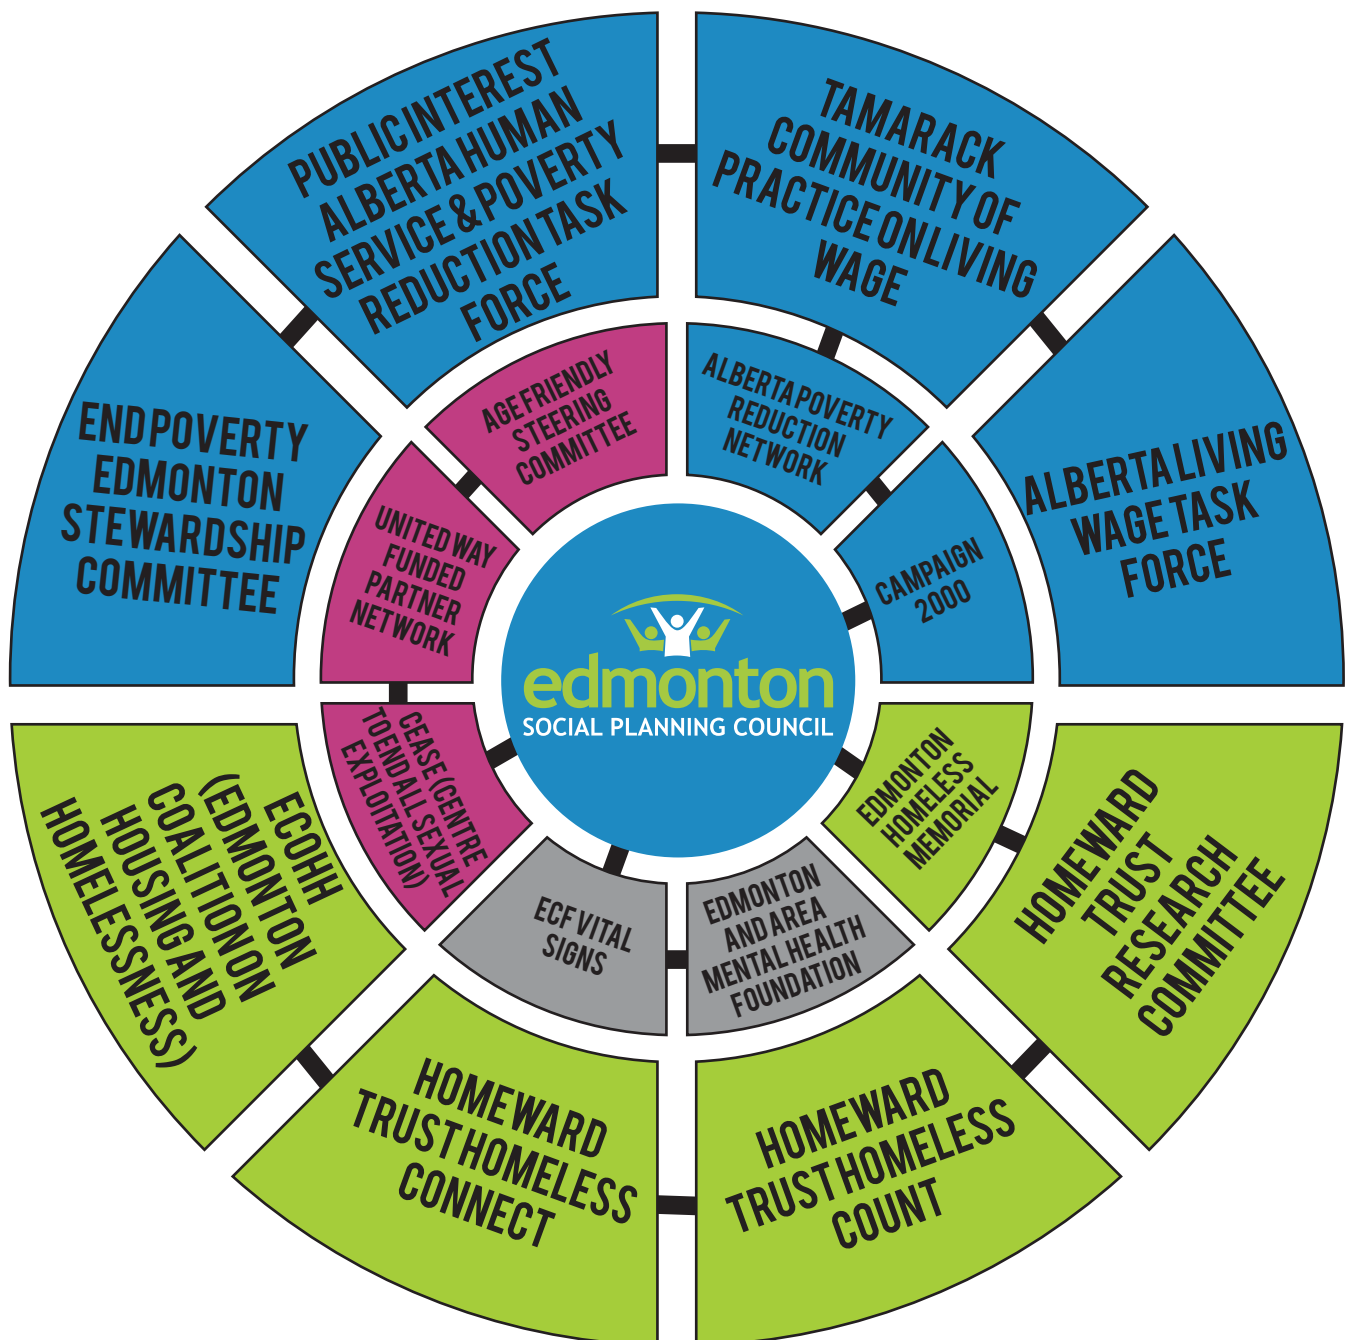 PUBLIC INTEREST
ALBERTA HUMAN
SERVICE & POVERTY
REDUCTION TASK
FORCE
TAMARACK
COMMUNITY OF
PRACTICE ON LIVING
WAGE
END POVERTY
EDMONTON
STEWARDSHIP
COMMITTEE
AGE FRIENDLY
STEERING
COMMITTEE
ALBERTA POVERTY
REDUCTION
NETWORK
ALBERTA LIVING
WAGE TASK
FORCE
UNITED WAY
FUNDED
PARTNER
NETWORK
CAMPAIGN
2000
edmonton
SOCIAL PLANNING COUNCIL
CEASE (CENTRE
TO END ALL SEXUAL
EXPLOITATION)
EDMONTON
HOMELESS
MEMORIAL
ECOHH
(EDMONTON
COALITION ON
HOUSING AND
HOMELESSNESS)
ECF VITAL
SIGNS
EDMONTON
AND AREA
MENTAL HEALTH
FOUNDATION
HOMEWARD
TRUST
RESEARCH
COMMITTEE
HOMEWARD
TRUST HOMELESS
CONNECT
HOMEWARD
TRUST HOMELESS
COUNT